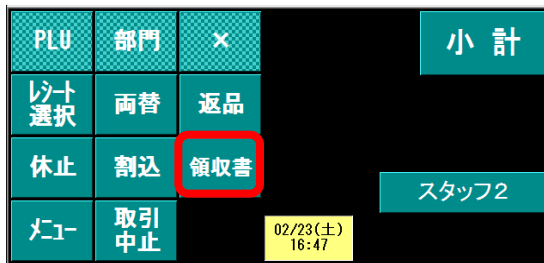 PLU 部門 × 小計
ﾚｼｰﾄ
選択
両替 返品
休止 割込 領収書
スタッフ2
ﾒﾆｭｰ
取引
中止
02/23(土)
16:47